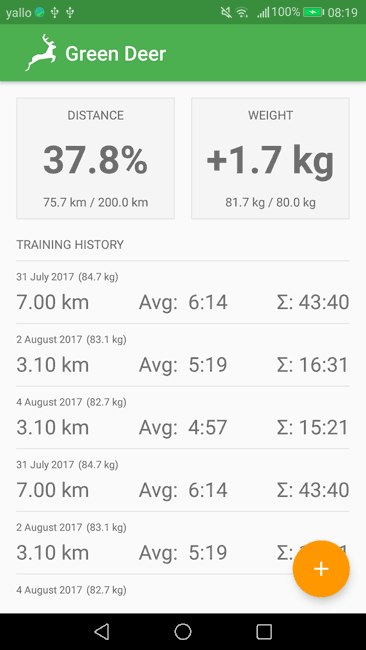 yallo 100% 08:19
Green Deer
DISTANCE
37.8%
75.7 km / 200.0 km
WEIGHT
+1.7 kg
81.7 kg / 80.0 kg
TRAINING HISTORY
31 July 2017 (84.7 kg)
7.00 km Avg: 6:14 Σ: 43:40
2 August 2017 (83.1 kg)
3.10 km Avg: 5:19 Σ: 16:31
4 August 2017 (82.7 kg)
3.10 km Avg: 4:57 Σ: 15:21
31 July 2017 (84.7 kg)
7.00 km Avg: 6:14 Σ: 43:40
2 August 2017 (83.1 kg)
3.10 km Avg: 5:19 Σ:
4 August 2017 (82.7 kg)